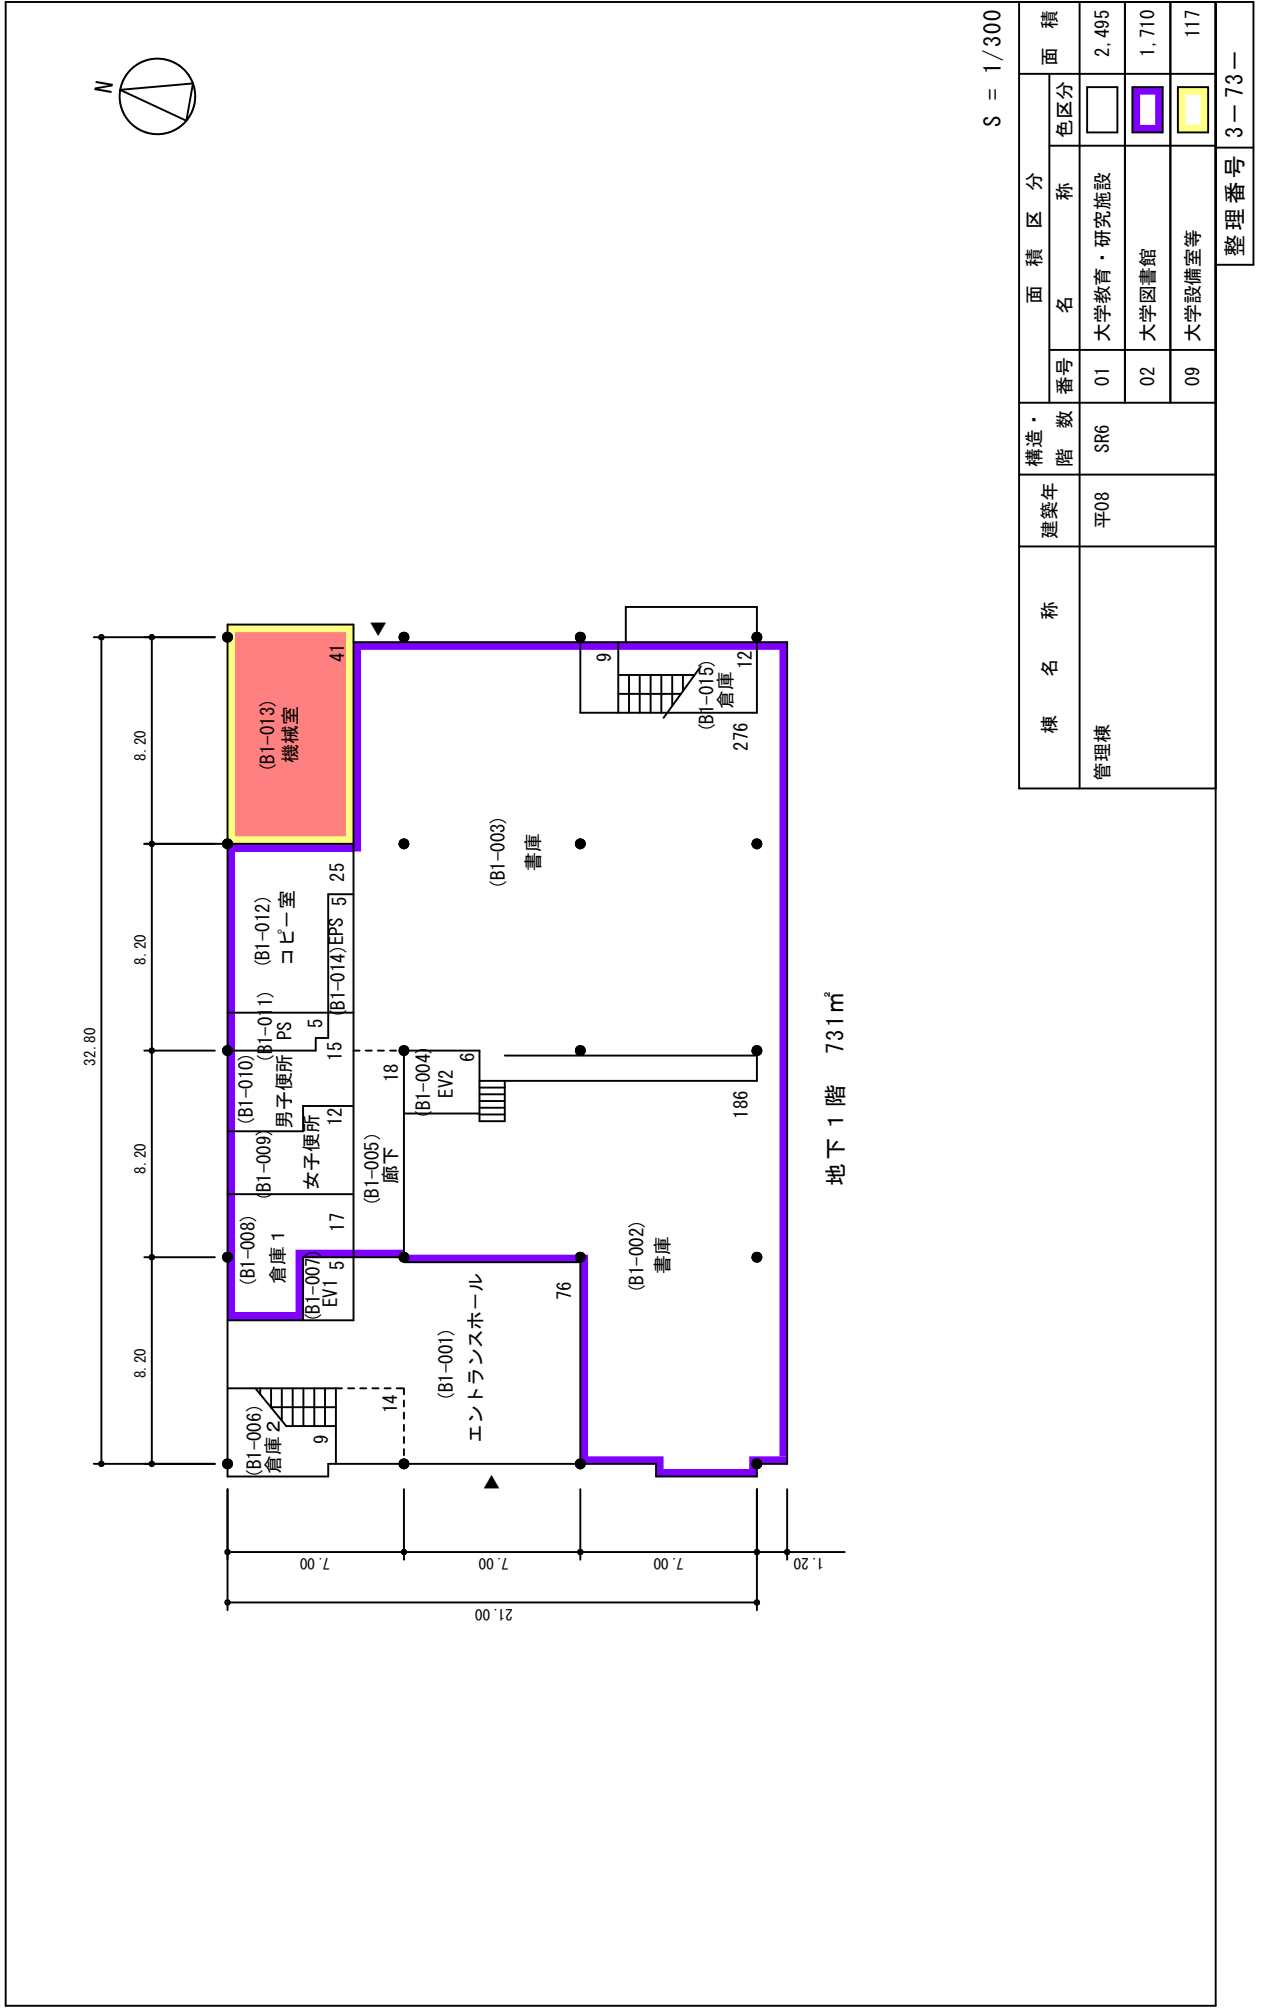 N
32.80
8.20
8.20
8.20
8.20
21.00
7.00
7.00
7.00
1.20
(B1-006)
倉庫２
9
14
(B1-008)
倉庫１
17
(B1-007)
EV1
5
(B1-009)
女子便所
12
(B1-010)
男子便所
15
(B1-011)
PS
5
(B1-012)
コピー室
25
(B1-014)EPS
5
(B1-013)
機械室
41
(B1-005)
廊下
18
(B1-004)
EV2
6
(B1-001)
エントランスホール
76
(B1-002)
書庫
186
(B1-003)
書庫
276
9
(B1-015)
倉庫
12
地下１階　731㎡
S = 1/300
棟 名 称
建築年
構造・
階 数
面 積 区 分
面 積
番号
名 称
色区分
管理棟
平08
SR6
01 大学教育・研究施設 2,495
02 大学図書館 1,710
09 大学設備室等 117
整理番号 3－73－